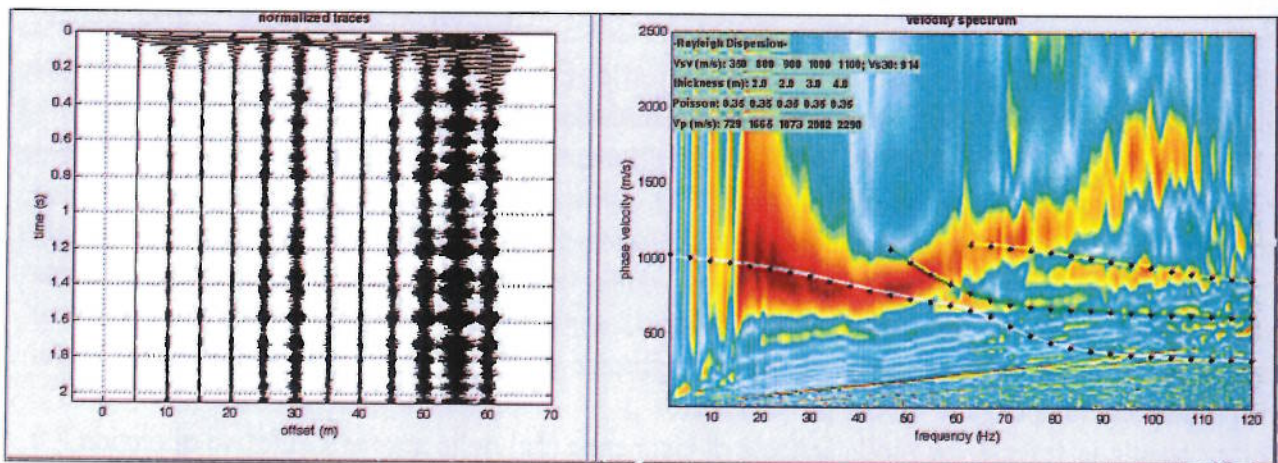 normalized traces
0
0.2
0.4
0.6
0.8
1
1.2
1.4
1.6
1.8
2
time (s)
0 10 20 30 40 50 60 70
offset (m)
velocity spectrum
2500
2000
1500
1000
500
phase velocity (m/s)
-Rayleigh Dispersion-
Vsv (m/s): 350 800 900 1000 1100; Vs30: 914
thickness (m): 2.0 2.0 3.0 4.0
Poisson: 0.35 0.35 0.35 0.35 0.35
Vp (m/s): 729 1665 1873 2082 2290
10 20 30 40 50 60 70 80 90 100 110 120
frequency (Hz)